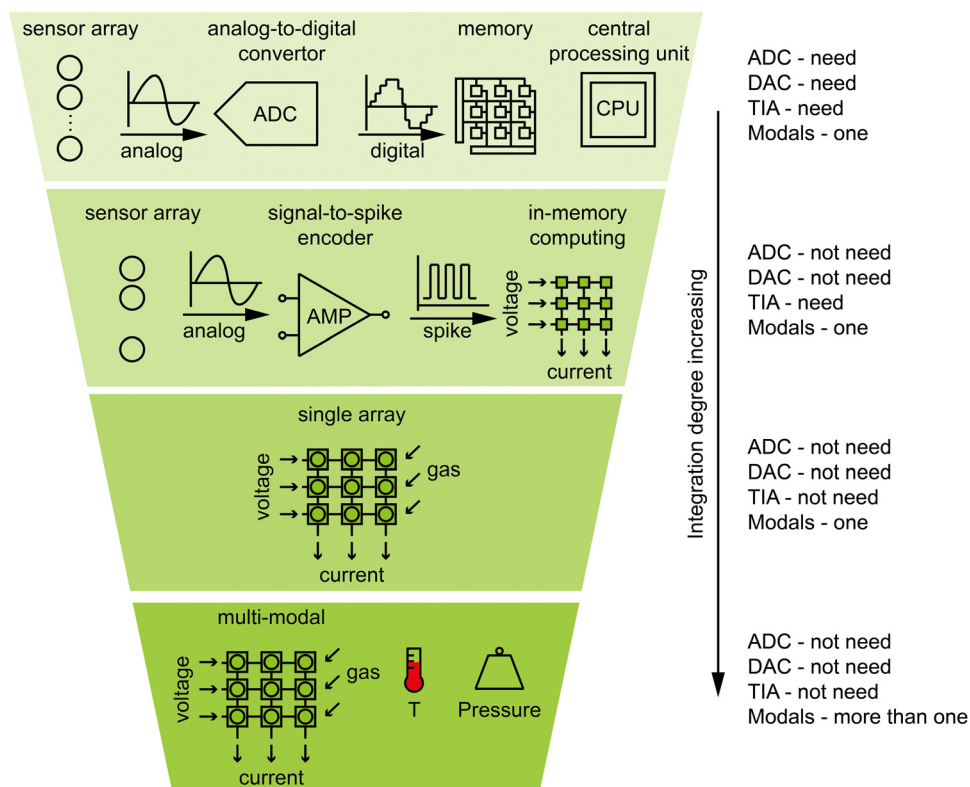 sensor array
analog-to-digital
convertor
memory
central
processing unit
ADC
CPU
analog
digital
ADC - need
DAC - need
TIA - need
Modals - one
sensor array
signal-to-spike
encoder
in-memory
computing
AMP
voltage
analog
spike
current
ADC - not need
DAC - not need
TIA - need
Modals - one
Integration degree increasing
single array
voltage
gas
current
ADC - not need
DAC - not need
TIA - not need
Modals - one
multi-modal
voltage
gas
T
Pressure
current
ADC - not need
DAC - not need
TIA - not need
Modals - more than one